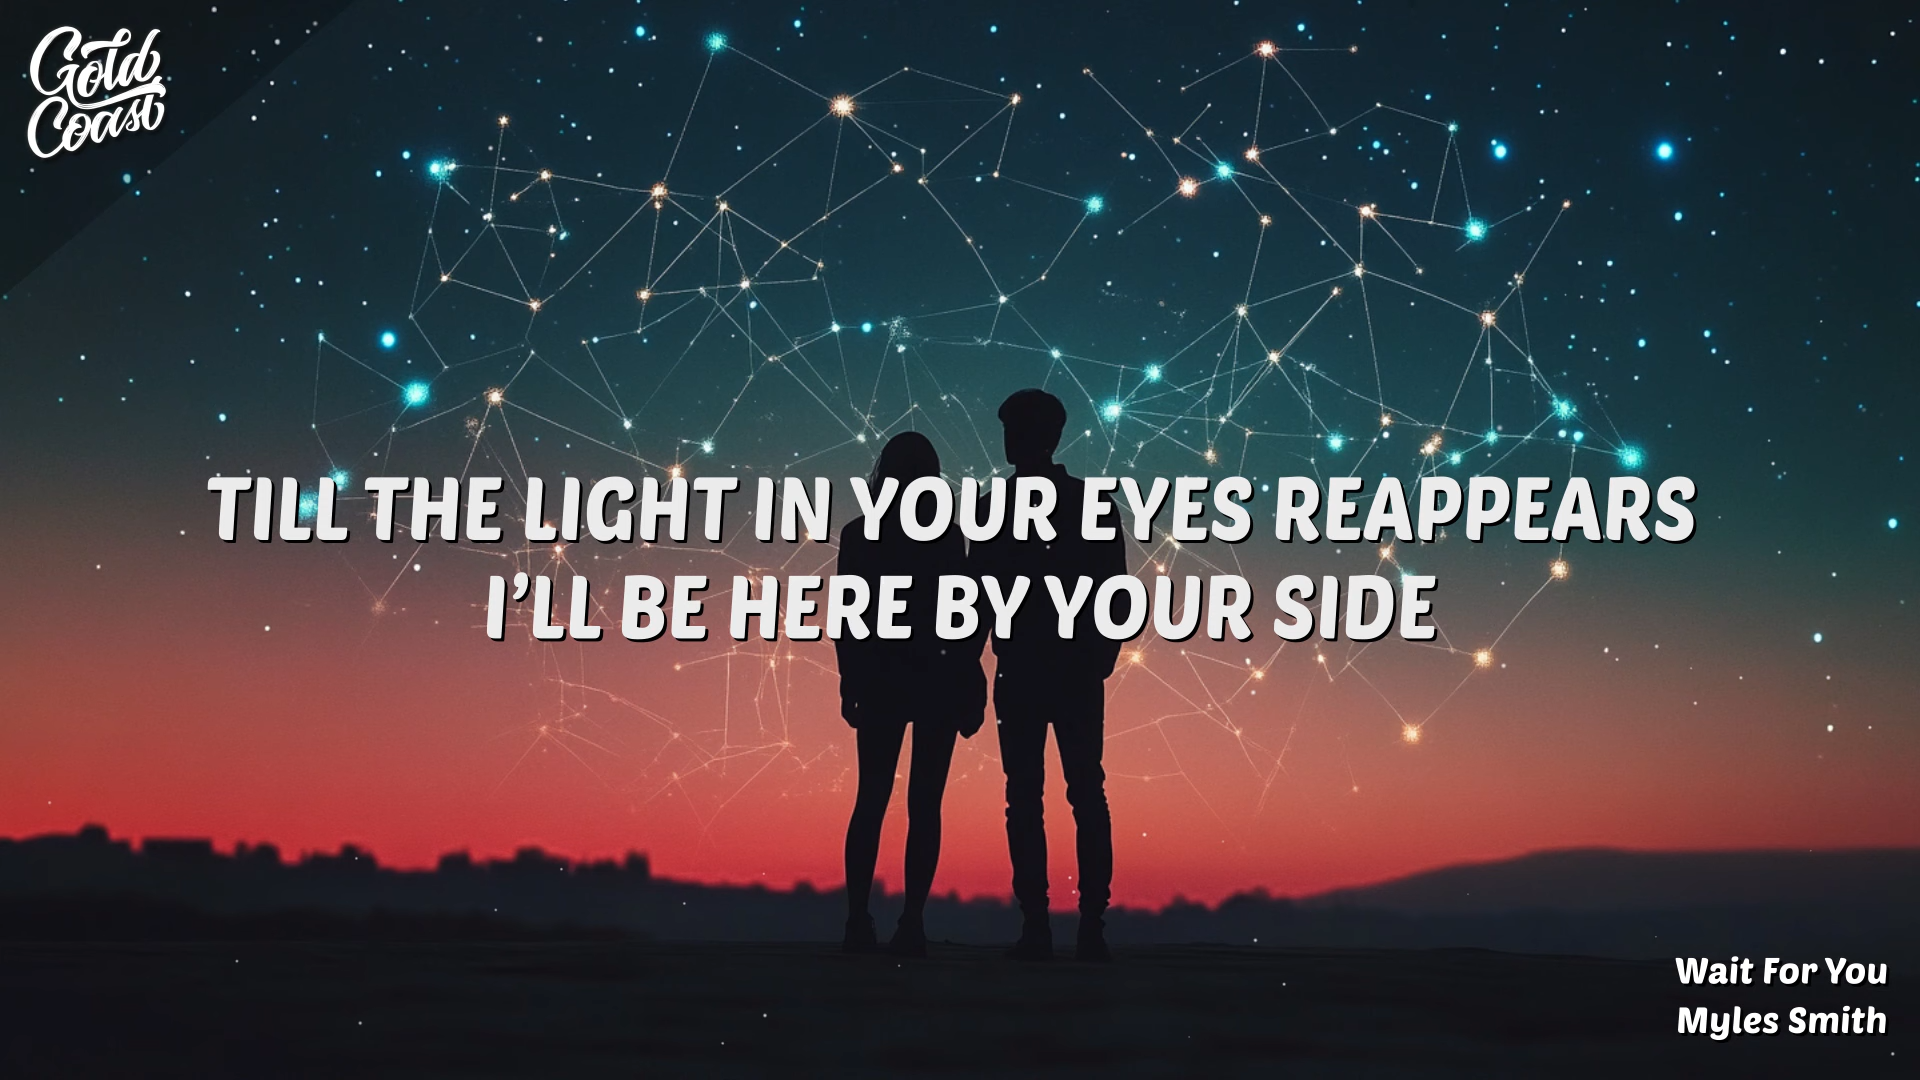 Gold
Coast
TILL THE LIGHT IN YOUR EYES REAPPEARS
I’LL BE HERE BY YOUR SIDE
Wait For You
Myles Smith